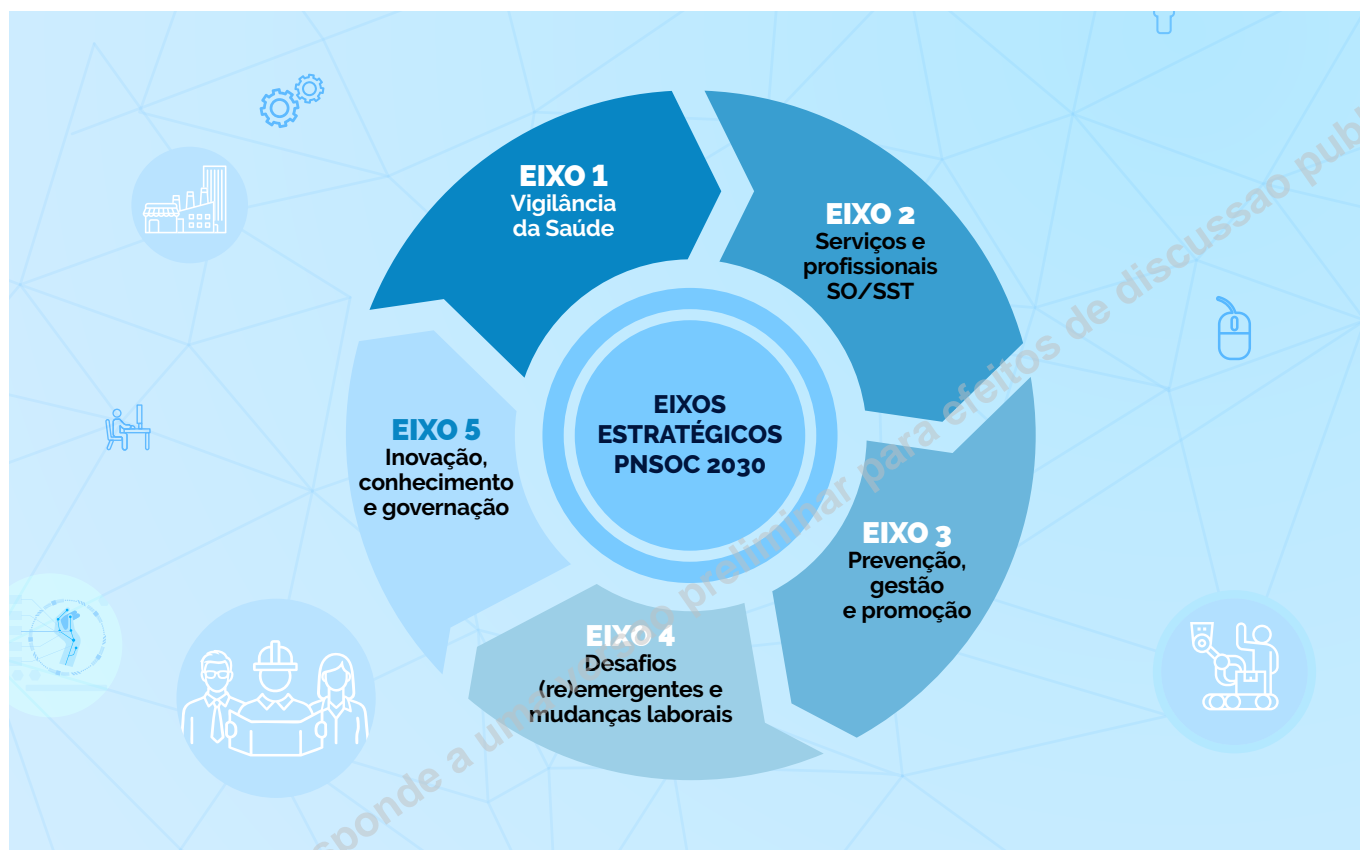 EIXO 1
Vigilância
da Saúde
EIXO 2
Serviços e
profissionais
SO/SST
EIXO 3
Prevenção,
gestão
e promoção
EIXO 4
Desafios
(re)emergentes e
mudanças laborais
EIXO 5
Inovação,
conhecimento
e governação
EIXOS
ESTRATÉGICOS
PNSOC 2030
preliminar para efeitos de discussao